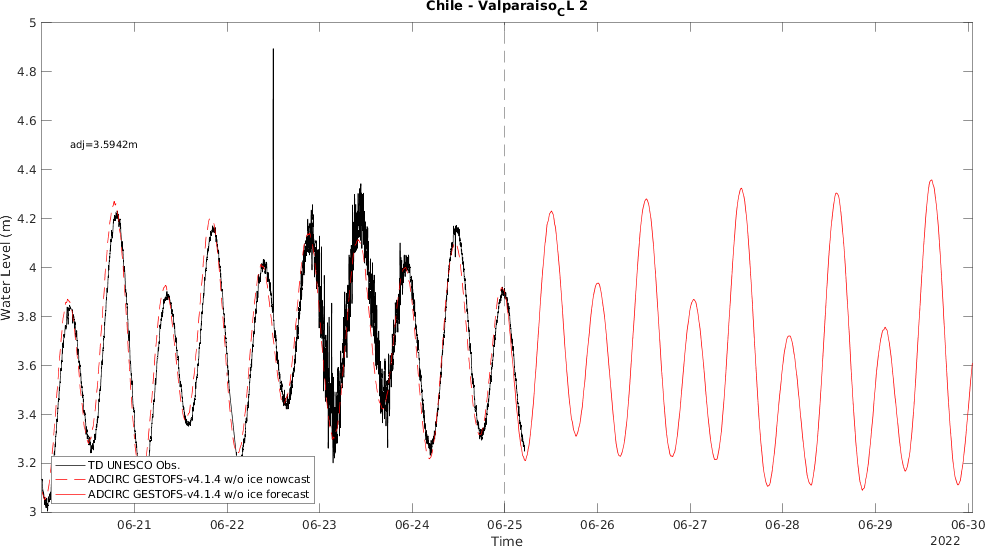 Chile - Valparaiso_CL 2
5
4.8
4.6
4.4
4.2
4
3.8
3.6
3.4
3.2
3
Water Level (m)
adj=3.5942m
TD UNESCO Obs.
ADCIRC GESTOFS-v4.1.4 w/o ice nowcast
ADCIRC GESTOFS-v4.1.4 w/o ice forecast
06-21 06-22 06-23 06-24 06-25 06-26 06-27 06-28 06-29 06-30
Time
2022